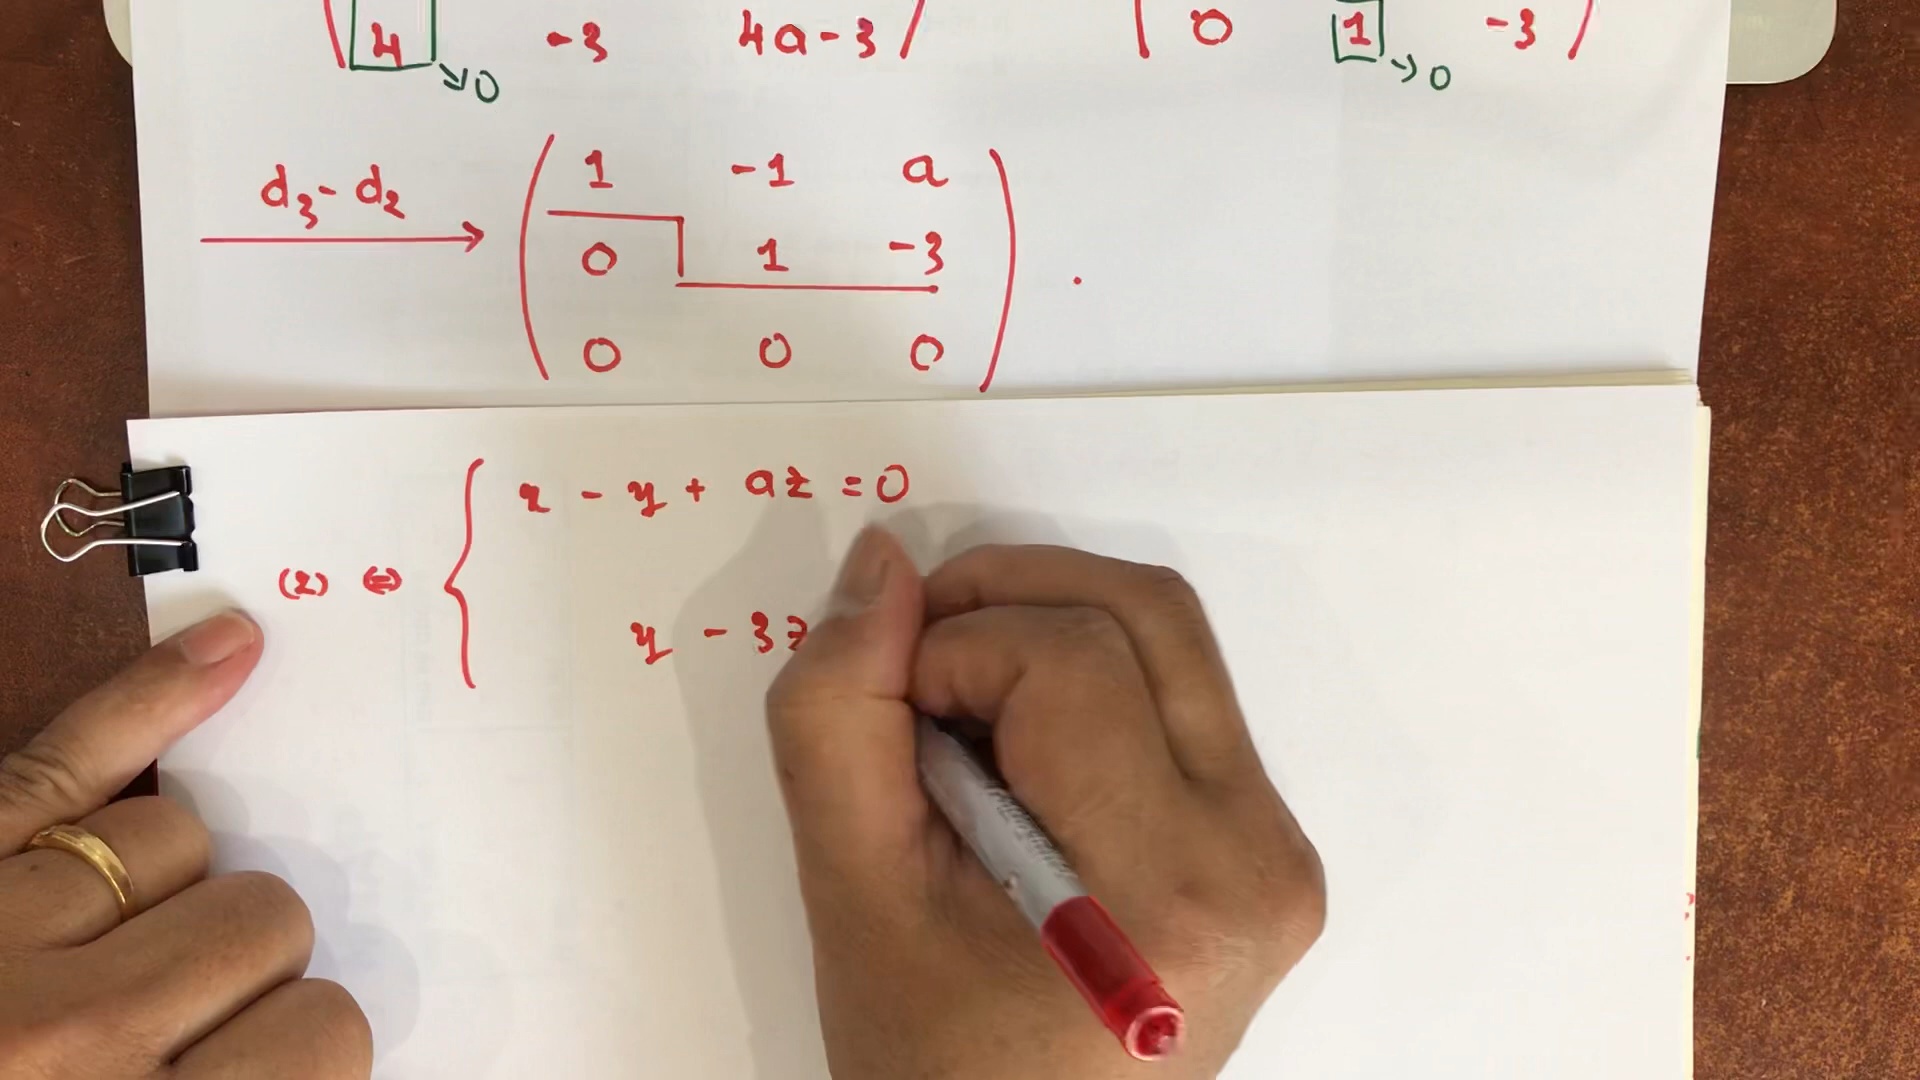 4 -3 4a-3 0 1 -3
→0 →0
d3 - d2
1 -1 a
0 1 -3 .
0 0 0
x - y + az = 0
(2) ⇔
y - 3z